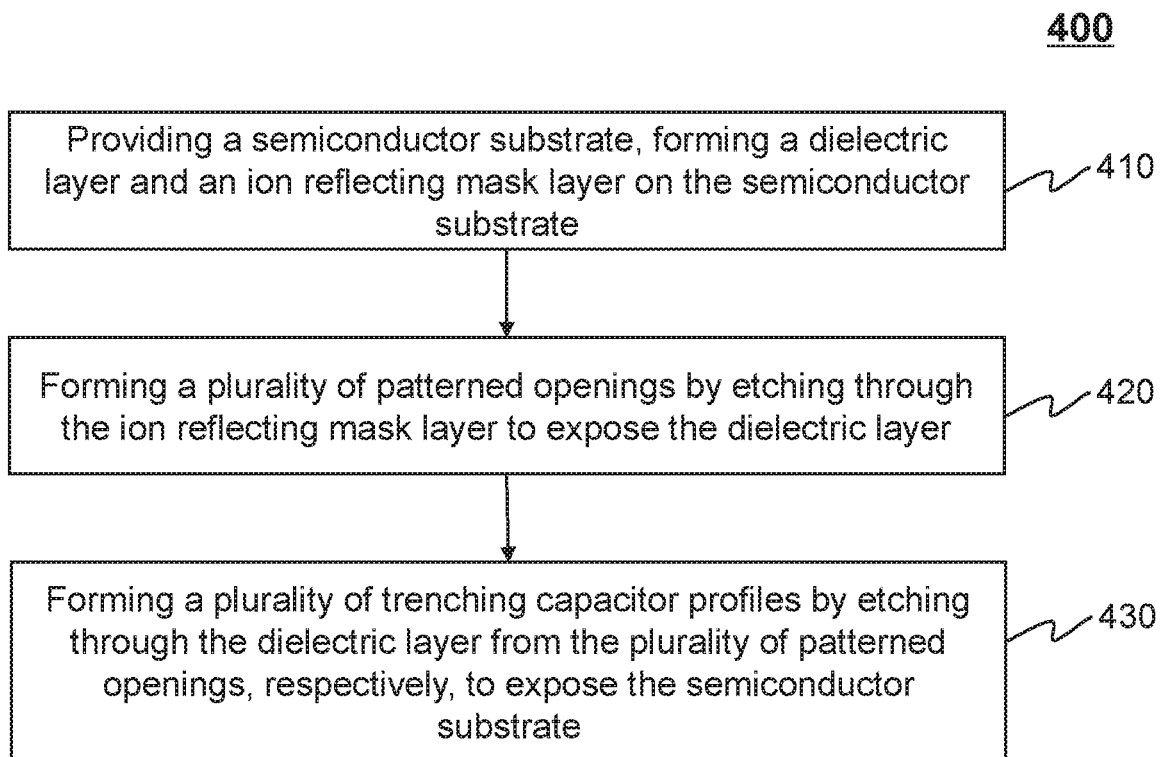 400
Providing a semiconductor substrate, forming a dielectric
layer and an ion reflecting mask layer on the semiconductor
substrate
410
Forming a plurality of patterned openings by etching through
the ion reflecting mask layer to expose the dielectric layer
420
Forming a plurality of trenching capacitor profiles by etching
through the dielectric layer from the plurality of patterned
openings, respectively, to expose the semiconductor
substrate
430